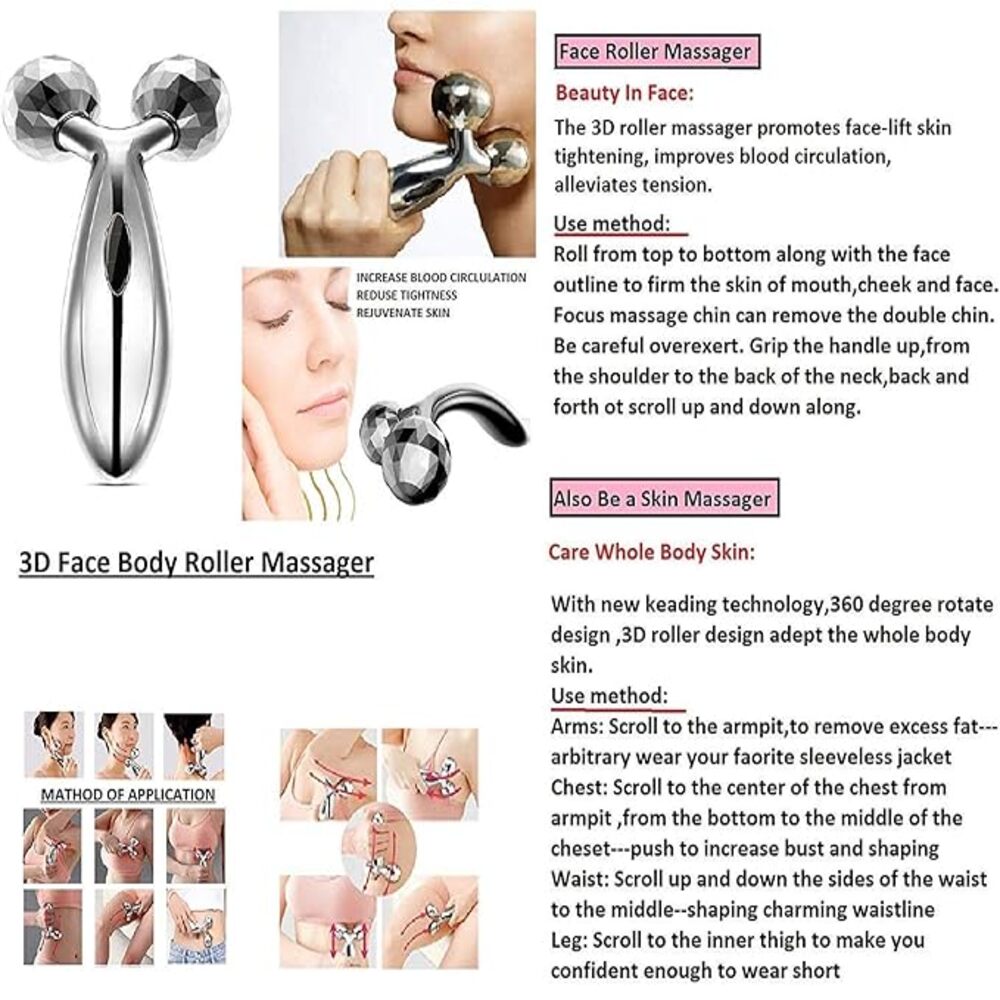 Face Roller Massager
Beauty In Face:
The 3D roller massager promotes face-lift skin
tightening, improves blood circulation,
alleviates tension.
Use method:
Roll from top to bottom along with the face
outline to firm the skin of mouth,cheek and face.
Focus massage chin can remove the double chin.
Be careful overexert. Grip the handle up,from
the shoulder to the back of the neck,back and
forth ot scroll up and down along.
INCREASE BLOOD CIRCLULATION
REDUSE TIGHTNESS
REJUVENATE SKIN
3D Face Body Roller Massager
Also Be a Skin Massager
Care Whole Body Skin:
With new keading technology,360 degree rotate
design ,3D roller design adept the whole body
skin.
Use method:
Arms: Scroll to the armpit,to remove excess fat---
arbitrary wear your faorite sleeveless jacket
Chest: Scroll to the center of the chest from
armpit ,from the bottom to the middle of the
cheset---push to increase bust and shaping
Waist: Scroll up and down the sides of the waist
to the middle--shaping charming waistline
Leg: Scroll to the inner thigh to make you
confident enough to wear short
MATHOD OF APPLICATION